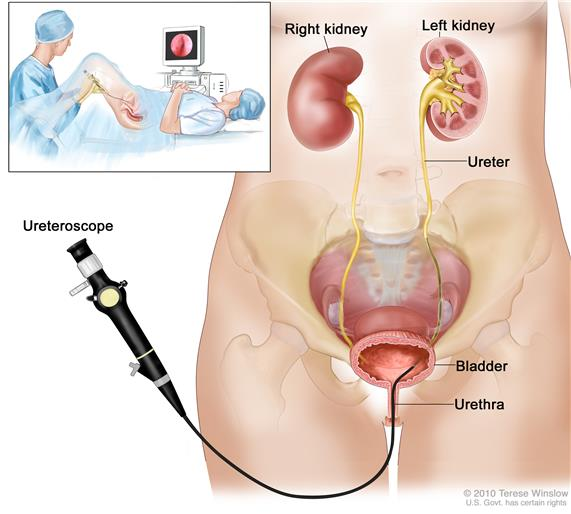 Right kidney
Left kidney
Ureter
Ureteroscope
Bladder
Urethra
© 2010 Terese Winslow
U.S. Govt. has certain rights